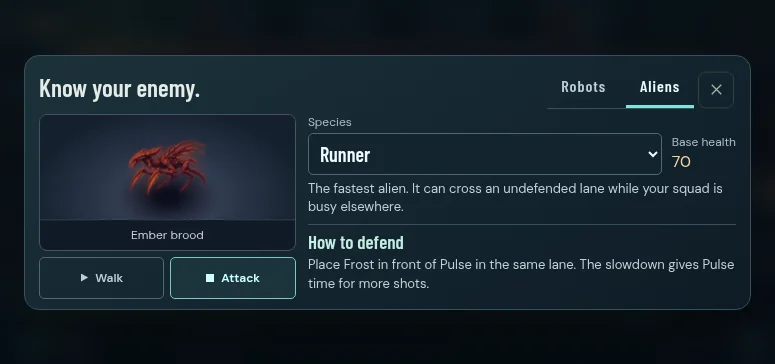 Know your enemy.
Robots
Aliens
Species
Runner
Base health
70
The fastest alien. It can cross an undefended lane while your squad is
busy elsewhere.
Ember brood
How to defend
Place Frost in front of Pulse in the same lane. The slowdown gives Pulse
time for more shots.
Walk
Attack